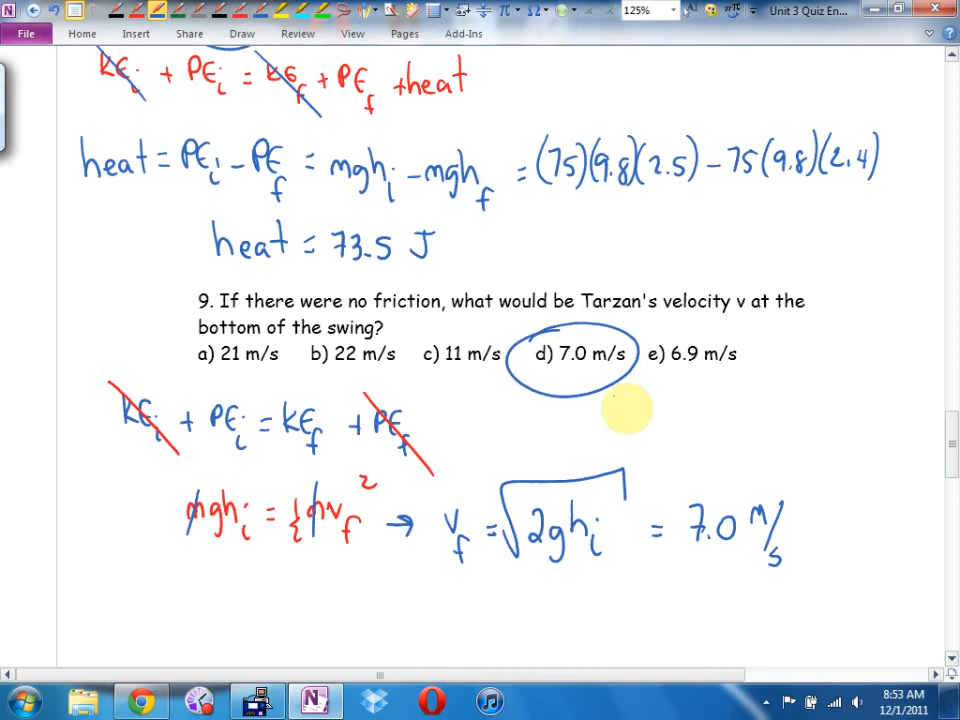 125%
Unit 3 Quiz En...
File Home Insert Share Draw Review View Pages Add-Ins
KEi + PEi = KEf + PEf + heat
heat = PEi - PEf = mghi - mghf = (75)(9.8)(2.5) - 75(9.8)(2.4)
heat = 73.5 J
9. If there were no friction, what would be Tarzan's velocity v at the
bottom of the swing?
a) 21 m/s b) 22 m/s c) 11 m/s d) 7.0 m/s e) 6.9 m/s
KEi + PEi = KEf + PEf
mghi = ½mvf² → vf = √2ghi = 7.0 m/s
8:53 AM
12/1/2011